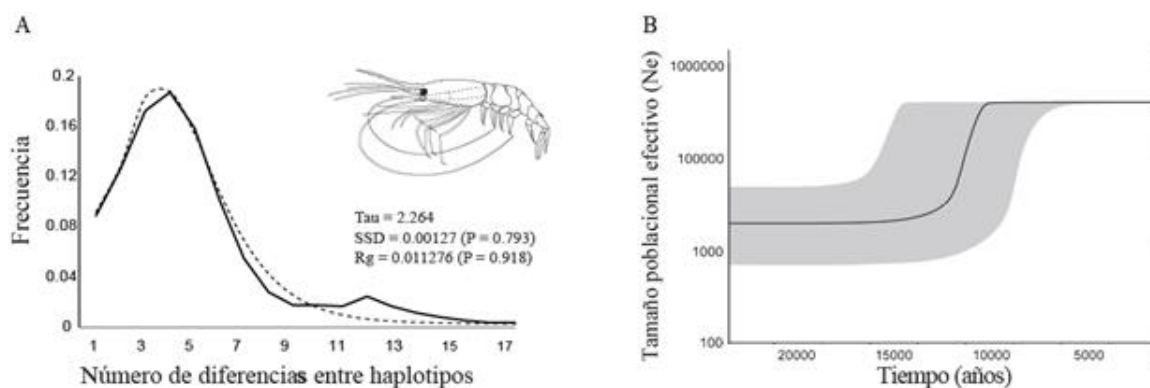 A
Frecuencia
0.2
0.16
0.12
0.08
0.04
0
1 3 5 7 9 11 13 15 17
Número de diferencias entre haplotipos
Tau = 2.264
SSD = 0.00127 (P = 0.793)
Rg = 0.011276 (P = 0.918)
B
Tamaño poblacional efectivo (Ne)
1000000
100000
1000
100
20000 15000 10000 5000
Tiempo (años)